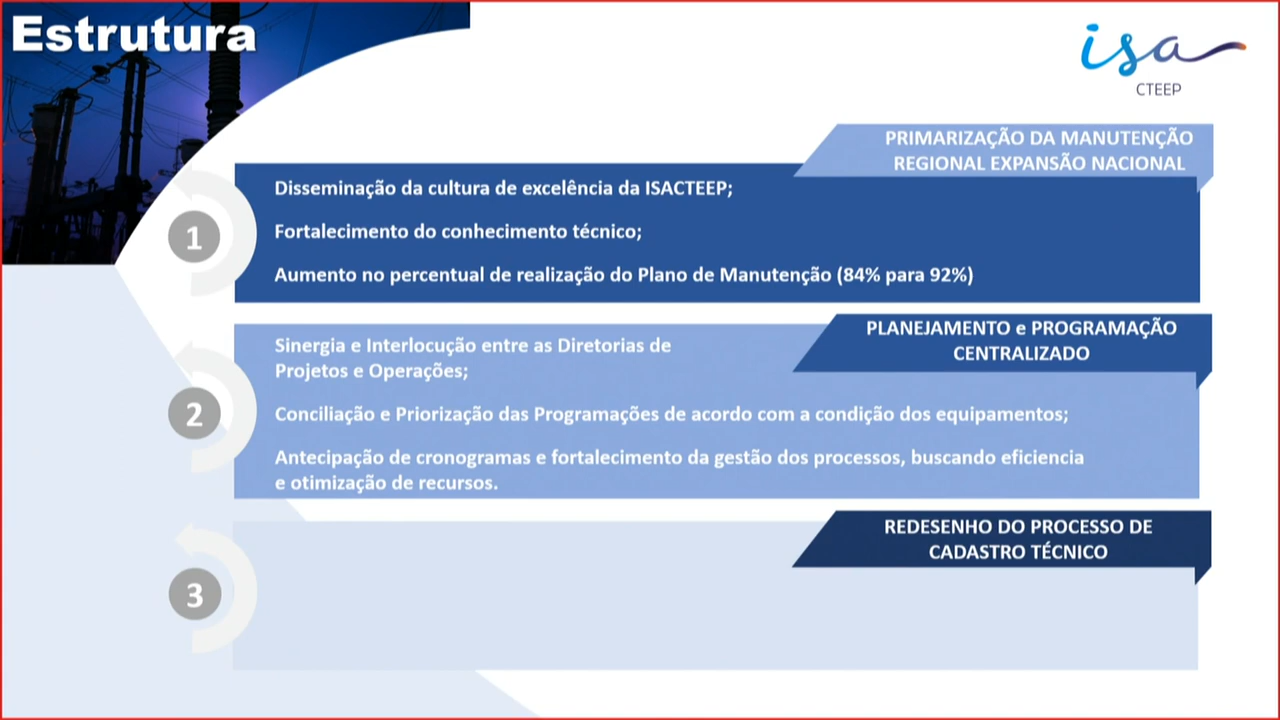 Estrutura
isa
CTEEP
PRIMARIZAÇÃO DA MANUTENÇÃO
REGIONAL EXPANSÃO NACIONAL
1
Disseminação da cultura de excelência da ISACTEEP;
Fortalecimento do conhecimento técnico;
Aumento no percentual de realização do Plano de Manutenção (84% para 92%)
PLANEJAMENTO e PROGRAMAÇÃO
CENTRALIZADO
2
Sinergia e Interlocução entre as Diretorias de
Projetos e Operações;
Conciliação e Priorização das Programações de acordo com a condição dos equipamentos;
Antecipação de cronogramas e fortalecimento da gestão dos processos, buscando eficiencia
e otimização de recursos.
REDESENHO DO PROCESSO DE
CADASTRO TÉCNICO
3